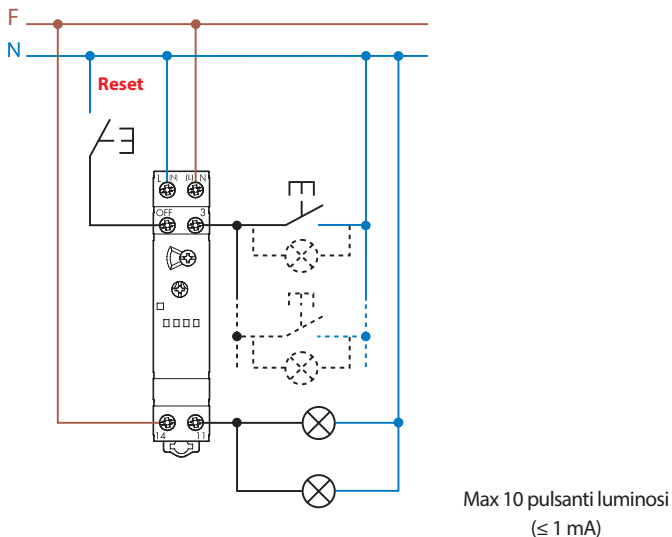 F
N
Reset
L (N) (L) N
OFF 3
14 11
Max 10 pulsanti luminosi
(≤ 1 mA)